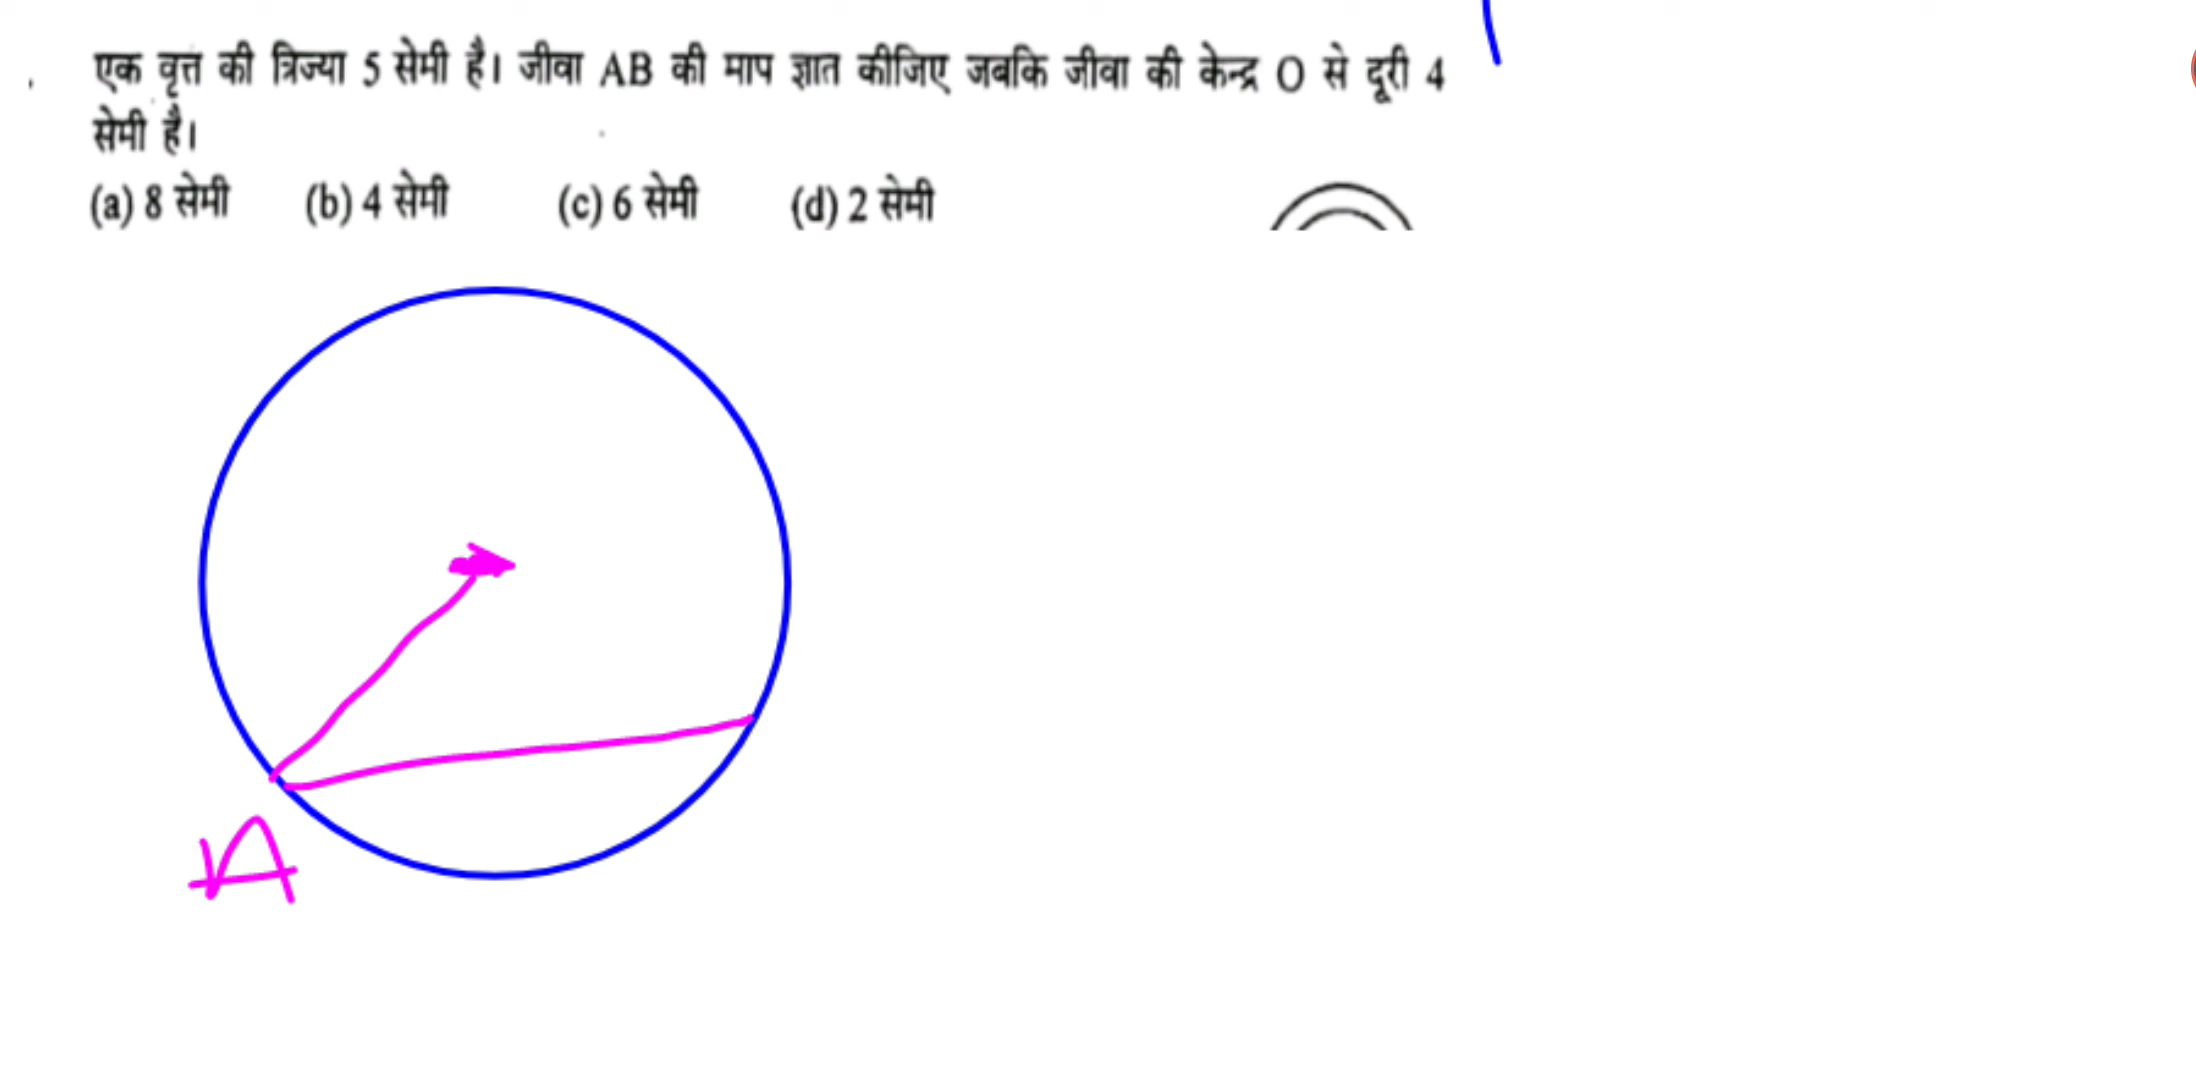 एक वृत्त की त्रिज्या 5 सेमी है। जीवा AB की माप ज्ञात कीजिए जबकि जीवा की केन्द्र O से दूरी 4
सेमी है।
(a) 8 सेमी (b) 4 सेमी (c) 6 सेमी (d) 2 सेमी
A